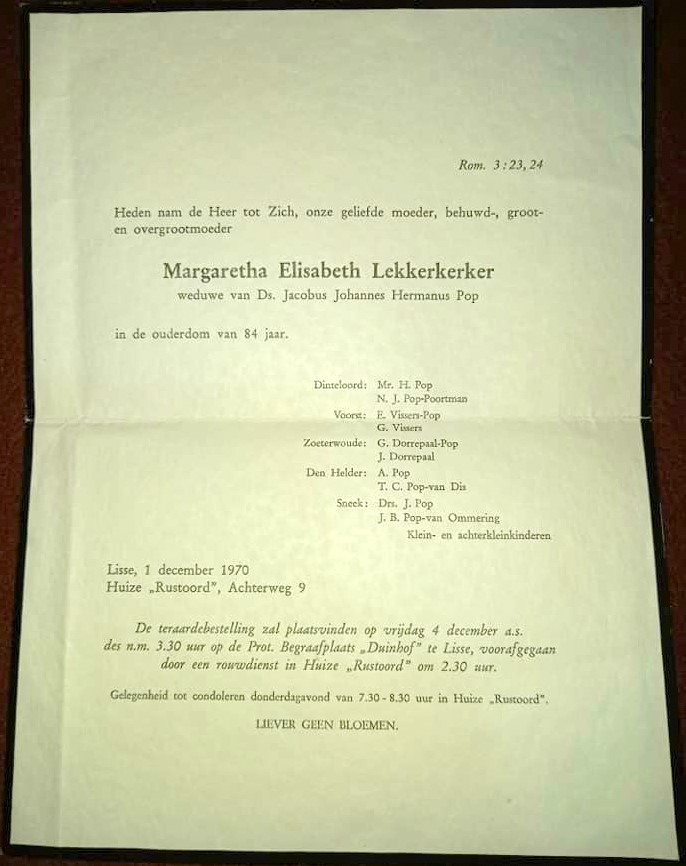 Rom. 3:23, 24
Heden nam de Heer tot Zich, onze geliefde moeder, behuwd-, groot-
en overgrootmoeder
Margaretha Elisabeth Lekkerkerker
weduwe van Ds. Jacobus Johannes Hermanus Pop
in de ouderdom van 84 jaar.
Dinteloord: Mr. H. Pop
N. J. Pop-Poortman
Voorst: E. Vissers-Pop
G. Vissers
Zoeterwoude: G. Dorrepaal-Pop
J. Dorrepaal
Den Helder: A. Pop
T. C. Pop-van Dis
Sneek: Drs. J. Pop
J. B. Pop-van Ommering
Klein- en achterkleinkinderen
Lisse, 1 december 1970
Huize „Rustoord”, Achterweg 9
De teraardebestelling zal plaatsvinden op vrijdag 4 december a.s.
des n.m. 3.30 uur op de Prot. Begraafplaats „Duinhof” te Lisse, voorafgegaan
door een rouwdienst in Huize „Rustoord” om 2.30 uur.
Gelegenheid tot condoleren donderdagavond van 7.30 - 8.30 uur in Huize „Rustoord”.
LIEVER GEEN BLOEMEN.